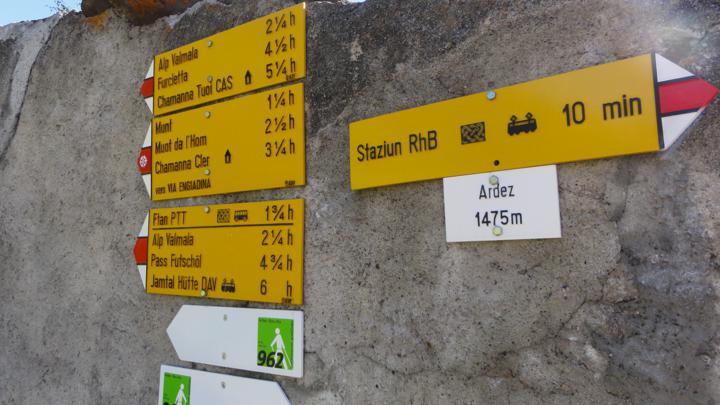 Alp Valmala 2¼ h
Furcletta 4½ h
Chamanna Tuoi CAS 5¼ h
Munt 1¼ h
Muot da l'Hom 2½ h
Chamanna Cler 3¼ h
vers VIA ENGIADINA
Ftan PTT 1¾ h
Alp Valmala 2¼ h
Pass Futschöl 4¾ h
Jamtal Hütte DAV 6 h
962
Staziun RhB 10 min
Ardez
1475m